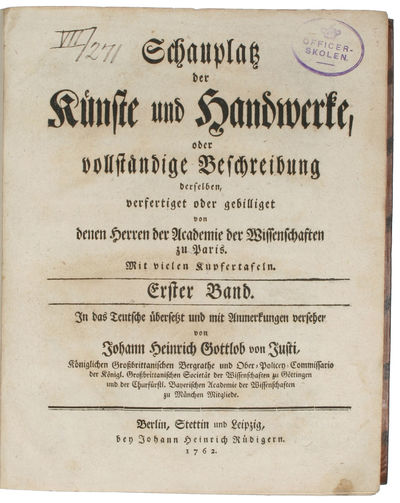 VII/271
OFFICER-
SKOLEN.
Schauplatz
der
Künste und Handwerke,
oder
vollständige Beschreibung
derselben,
verfertiget oder gebilliget
von
denen Herren der Academie der Wissenschaften
zu Paris.
Mit vielen Kupfertafeln.
Erster Band.
In das Teutsche übersetzt und mit Anmerkungen versehen
von
Johann Heinrich Gottlob von Justi,
Königlichen Großbrittanischen Bergrathe und Ober-Policey-Commissario
der Königl. Großbrittanischen Societät der Wissenschaften zu Göttingen
und der Churfürstl. Bayerischen Academie der Wissenschaften
zu München Mitgliede.
Berlin, Stettin und Leipzig,
bey Johann Heinrich Rüdigern.
1762.